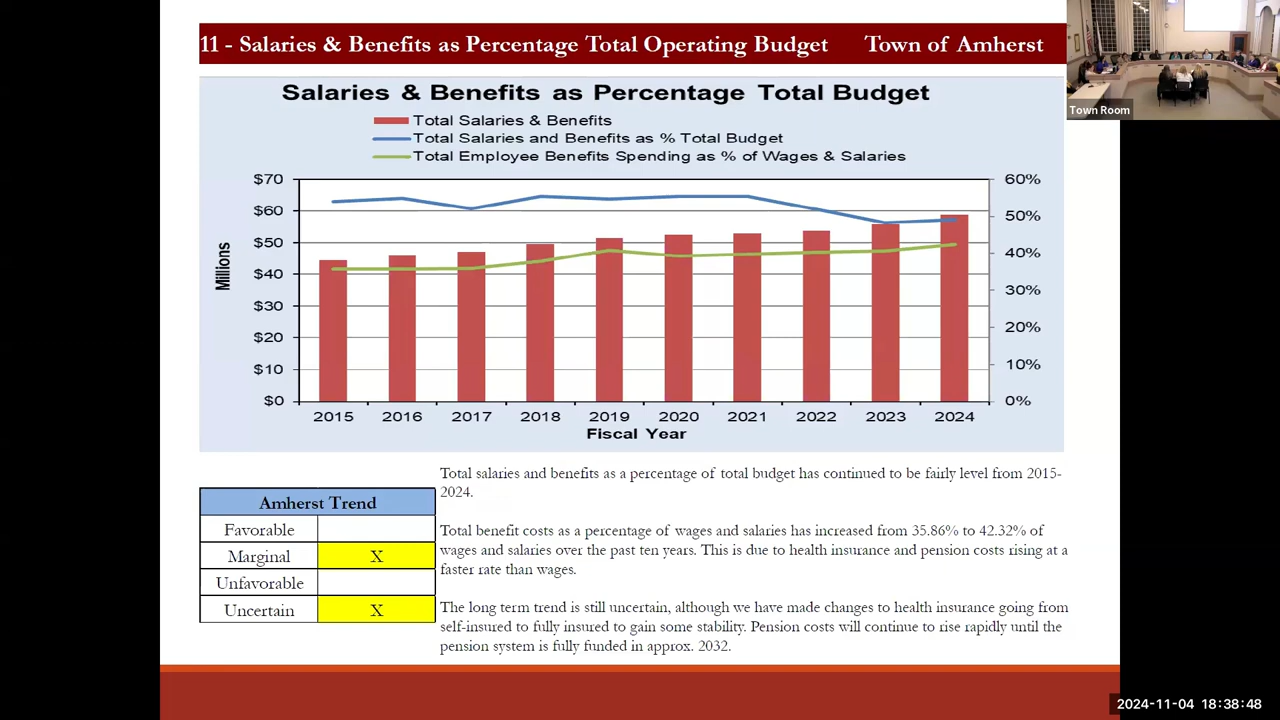 11 - Salaries & Benefits as Percentage Total Operating Budget Town of Amherst
Town Room
Salaries & Benefits as Percentage Total Budget
Total Salaries & Benefits
Total Salaries and Benefits as % Total Budget
Total Employee Benefits Spending as % of Wages & Salaries
$70
$60
$50
$40
$30
$20
$10
$0
Millions
60%
50%
40%
30%
20%
10%
0%
2015 2016 2017 2018 2019 2020 2021 2022 2023 2024
Fiscal Year
Amherst Trend
Favorable
Marginal X
Unfavorable
Uncertain X
Total salaries and benefits as a percentage of total budget has continued to be fairly level from 2015-
2024.
Total benefit costs as a percentage of wages and salaries has increased from 35.86% to 42.32% of
wages and salaries over the past ten years. This is due to health insurance and pension costs rising at a
faster rate than wages.
The long term trend is still uncertain, although we have made changes to health insurance going from
self-insured to fully insured to gain some stability. Pension costs will continue to rise rapidly until the
pension system is fully funded in approx. 2032.
2024-11-04 18:38:48